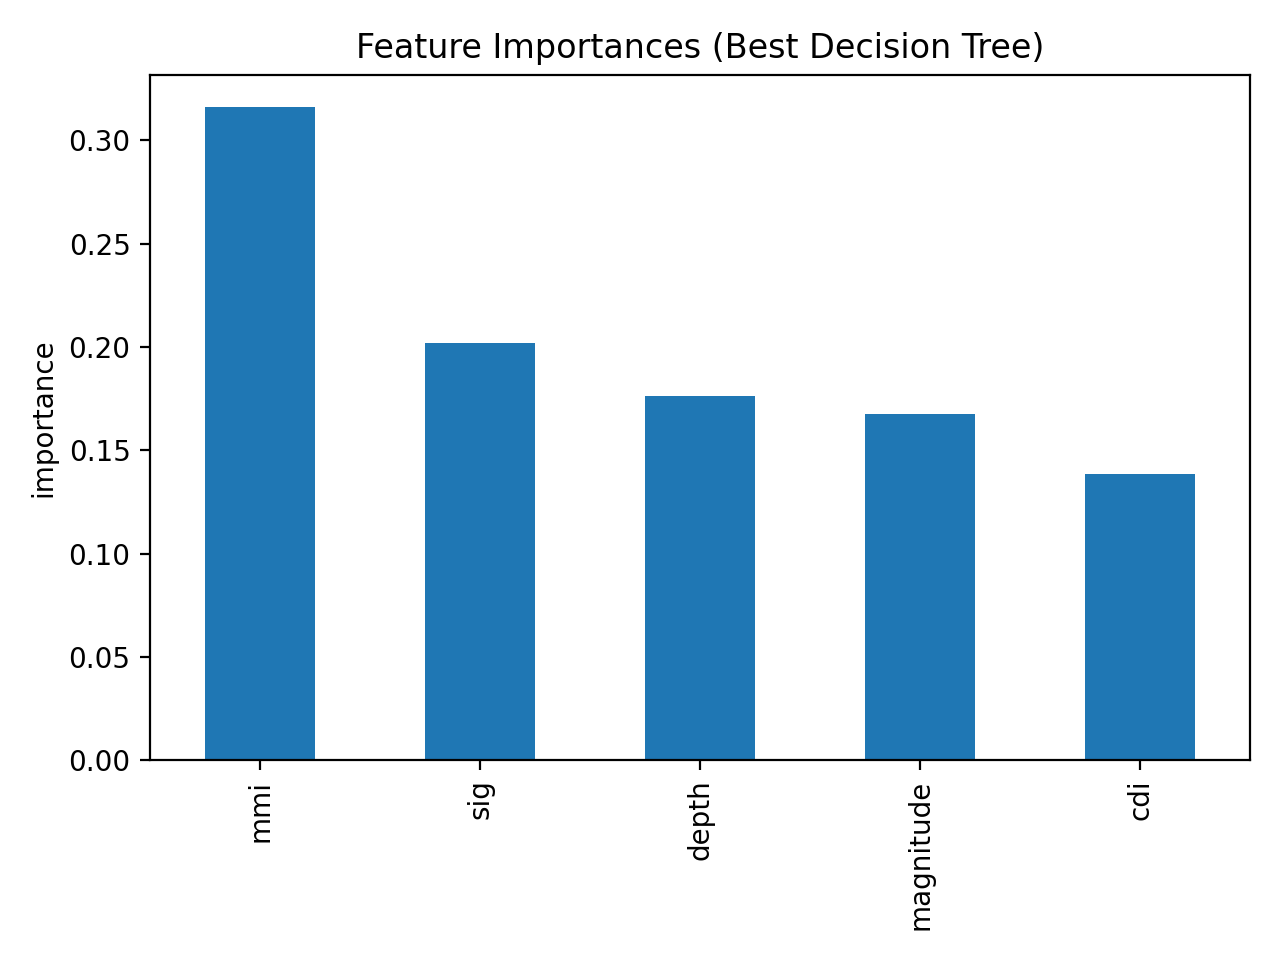 Feature Importances (Best Decision Tree)
importance
0.30
0.25
0.20
0.15
0.10
0.05
0.00
mmi
sig
depth
magnitude
cdi